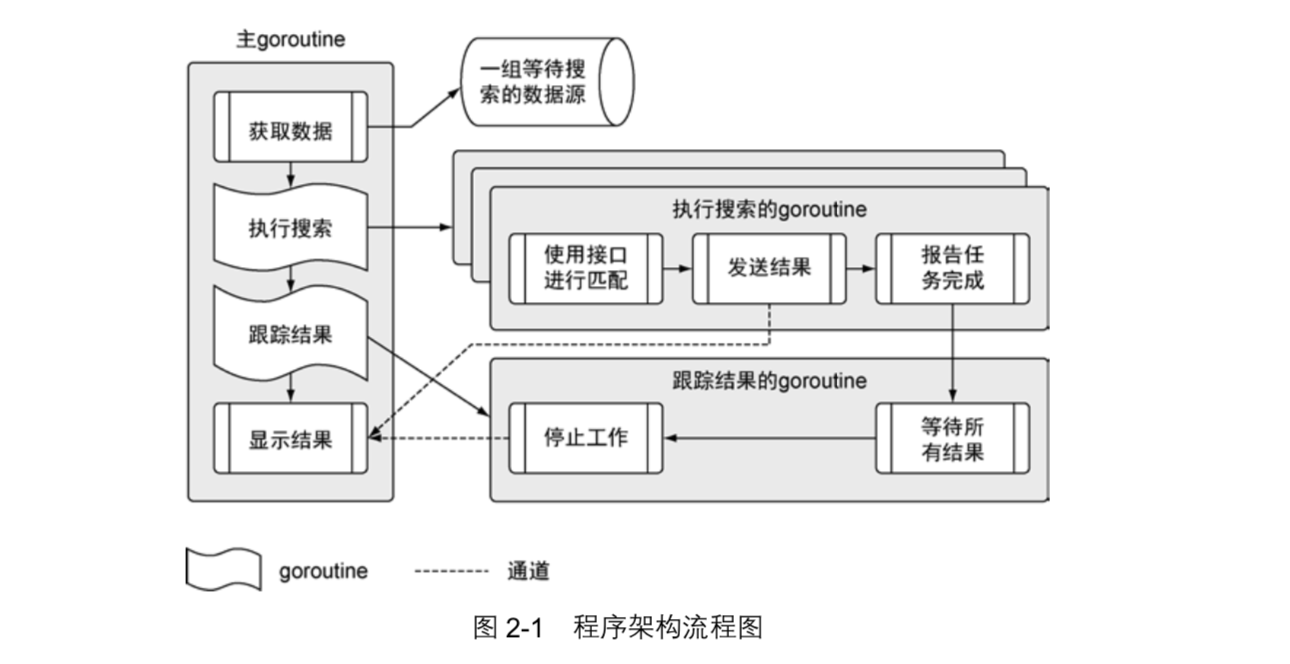 主goroutine
一组等待搜
索的数据源
获取数据
执行搜索
执行搜索的goroutine
使用接口
进行匹配
发送结果
报告任
务完成
跟踪结果
跟踪结果的goroutine
显示结果
停止工作
等待所
有结果
goroutine
通道
图 2-1 程序架构流程图